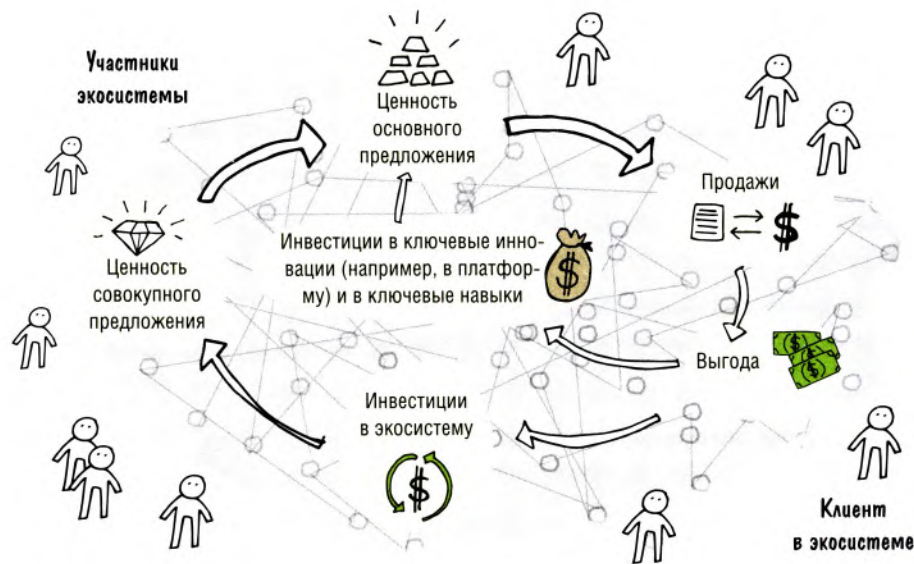 Участники
экосистемы
Ценность
основного
предложения
Продажи
$
Ценность
совокупного
предложения
Инвестиции в ключевые инно-
вации (например, в платфор-
му) и в ключевые навыки
$
Выгода
$
$
Инвестиции
в экосистему
$
Клиент
в экосистеме